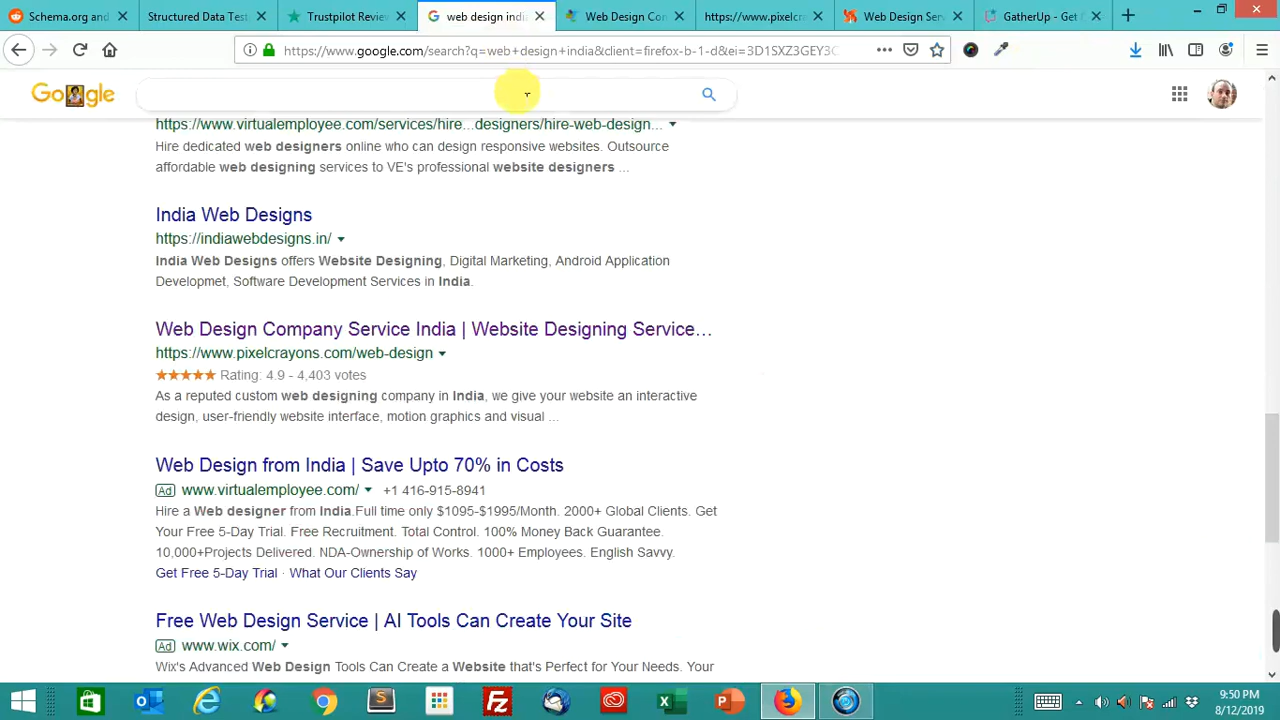 Schema.org and
Structured Data Test
Trustpilot Review
web design india
Web Design Com
https://www.pixelcra
Web Design Serv
GatherUp - Get C
https://www.google.com/search?q=web+design+india&client=firefox-b-1-d&ei=3D1SXZ3GEY3C
Google
https://www.virtualemployee.com/services/hire...designers/hire-web-design...
Hire dedicated web designers online who can design responsive websites. Outsource
affordable web designing services to VE's professional website designers ...
India Web Designs
https://indiawebdesigns.in/
India Web Designs offers Website Designing, Digital Marketing, Android Application
Developmet, Software Development Services in India.
Web Design Company Service India | Website Designing Service...
https://www.pixelcrayons.com/web-design
Rating: 4.9 - 4,403 votes
As a reputed custom web designing company in India, we give your website an interactive
design, user-friendly website interface, motion graphics and visual ...
Web Design from India | Save Upto 70% in Costs
Ad www.virtualemployee.com/ +1 416-915-8941
Hire a Web designer from India.Full time only $1095-$1995/Month. 2000+ Global Clients. Get
Your Free 5-Day Trial. Free Recruitment. Total Control. 100% Money Back Guarantee.
10,000+Projects Delivered. NDA-Ownership of Works. 1000+ Employees. English Savvy.
Get Free 5-Day Trial · What Our Clients Say
Free Web Design Service | AI Tools Can Create Your Site
Ad www.wix.com/
Wix's Advanced Web Design Tools Can Create a Website that's Perfect for Your Needs. Your
9:50 PM
8/12/2019